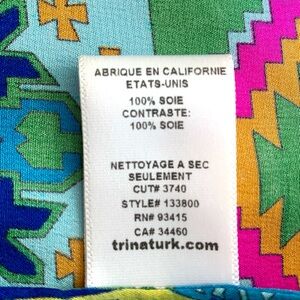 ABRIQUE EN CALIFORNIE
ETATS-UNIS
100% SOIE
CONTRASTE:
100% SOIE
NETTOYAGE A SEC
SEULEMENT
CUT# 3740
STYLE# 133800
RN# 93415
CA# 34460
trinaturk.com